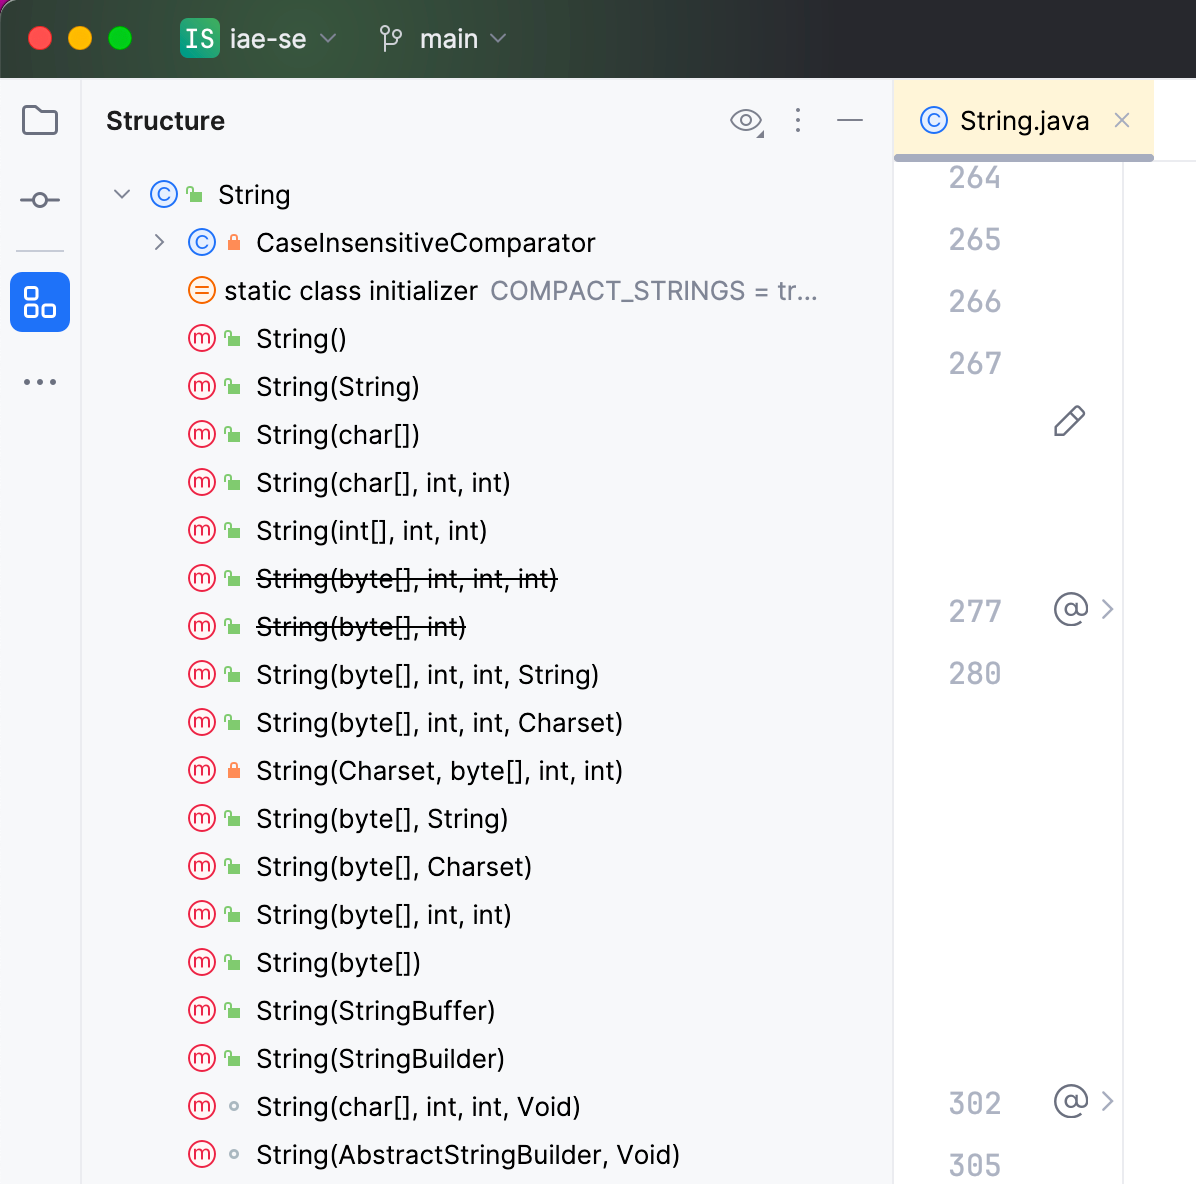 IS iae-se main
Structure
String.java
String
CaseInsensitiveComparator
static class initializer COMPACT_STRINGS = tr...
String()
String(String)
String(char[])
String(char[], int, int)
String(int[], int, int)
String(byte[], int, int, int)
String(byte[], int)
String(byte[], int, int, String)
String(byte[], int, int, Charset)
String(Charset, byte[], int, int)
String(byte[], String)
String(byte[], Charset)
String(byte[], int, int)
String(byte[])
String(StringBuffer)
String(StringBuilder)
String(char[], int, int, Void)
String(AbstractStringBuilder, Void)
264
265
266
267
277
280
302
305